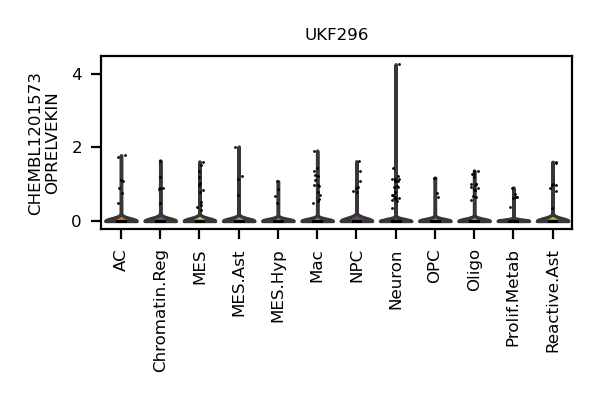 UKF296
CHEMBL1201573
OPRELVEKIN
4
2
0
AC
Chromatin.Reg
MES
MES.Ast
MES.Hyp
Mac
NPC
Neuron
OPC
Oligo
Prolif.Metab
Reactive.Ast